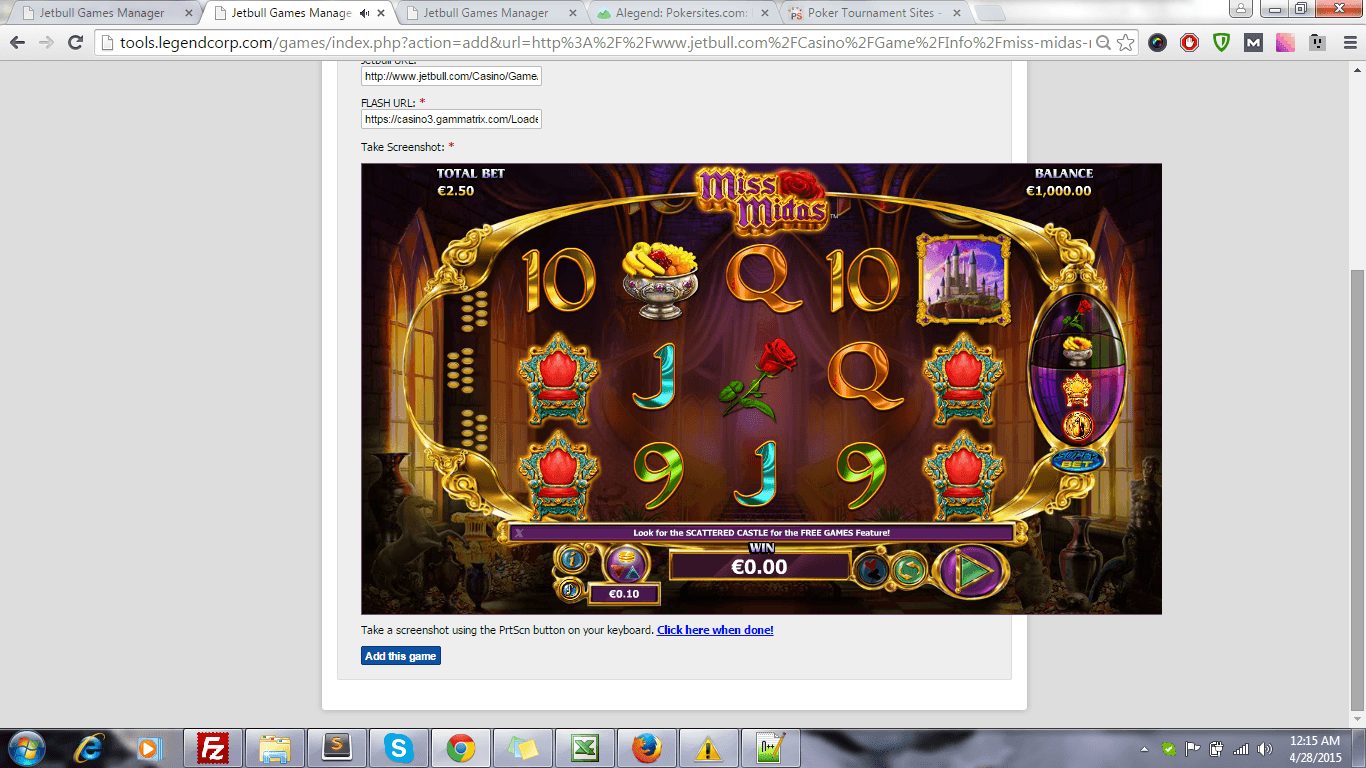 Jetbull Games Manager
Jetbull Games Manage
Jetbull Games Manager
Alegend: Pokersites.com:
Poker Tournament Sites -
tools.legendcorp.com/games/index.php?action=add&url=http%3A%2F%2Fwww.jetbull.com%2FCasino%2FGame%2FInfo%2Fmiss-midas-
Jetbull URL:
http://www.jetbull.com/Casino/Game/
FLASH URL: *
https://casino3.gammatrix.com/Loade
Take Screenshot: *
TOTAL BET
€2.50
Miss
Midas
TM
BALANCE
€1,000.00
10 Q 10
J Q
9 J 9
SUPER
BET
Look for the SCATTERED CASTLE for the FREE GAMES Feature!
WIN
€0.00
€0.10
Take a screenshot using the PrtScn button on your keyboard. Click here when done!
Add this game
12:15 AM
4/28/2015